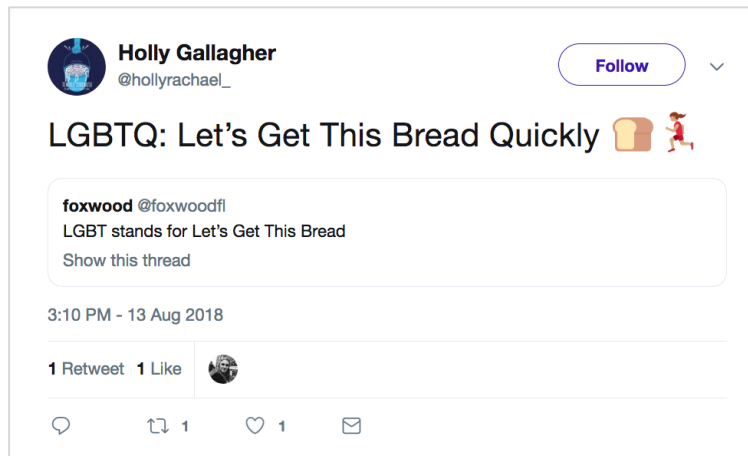 Holly Gallagher
@hollyrachael_
Follow
LGBTQ: Let’s Get This Bread Quickly 🍞🏃🏽‍♀️
foxwood @foxwoodfl
LGBT stands for Let’s Get This Bread
Show this thread
3:10 PM - 13 Aug 2018
1 Retweet 1 Like
1 1